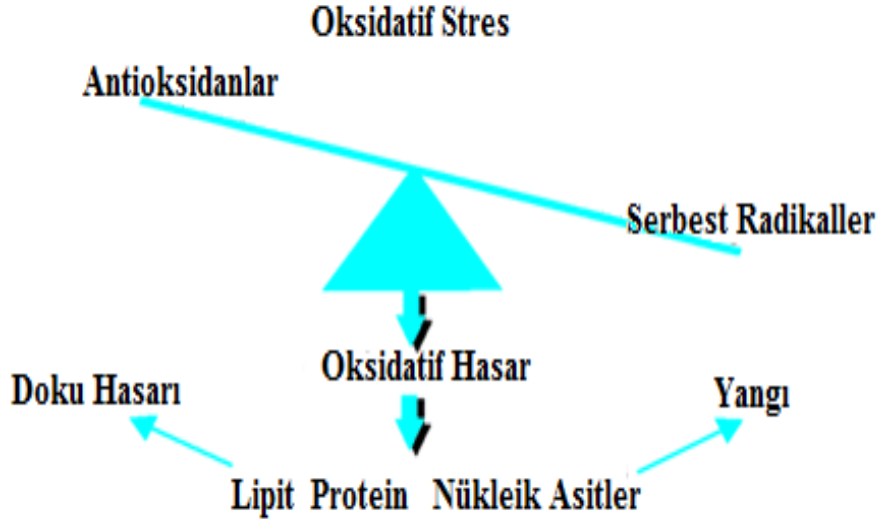 Oksidatif Stres
Antioksidanlar
Serbest Radikaller
Oksidatif Hasar
Doku Hasarı
Yangı
Lipit Protein Nükleik Asitler